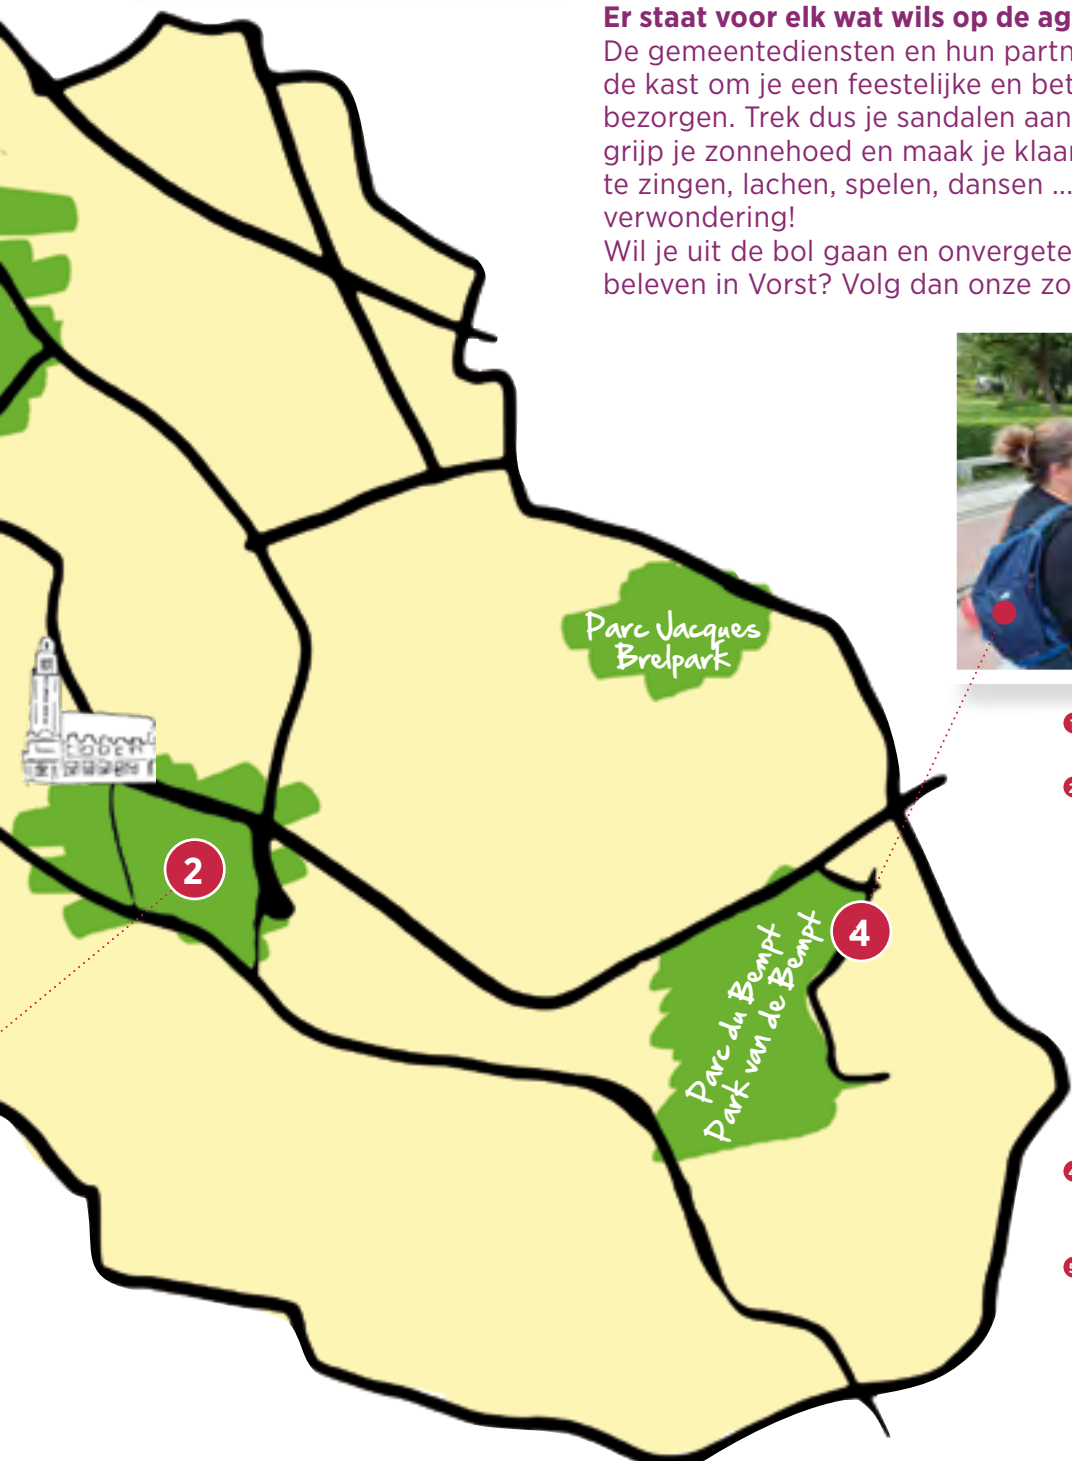 Er staat voor elk wat wils op de ag
De gemeentediensten en hun partn
de kast om je een feestelijke en bet
bezorgen. Trek dus je sandalen aan
grijp je zonnehoed en maak je klaar
te zingen, lachen, spelen, dansen ...
verwondering!
Wil je uit de bol gaan en onvergete
beleven in Vorst? Volg dan onze zo
Parc Jacques
Brelpark
2
4
Parc du Bempt
Park van de Bempt